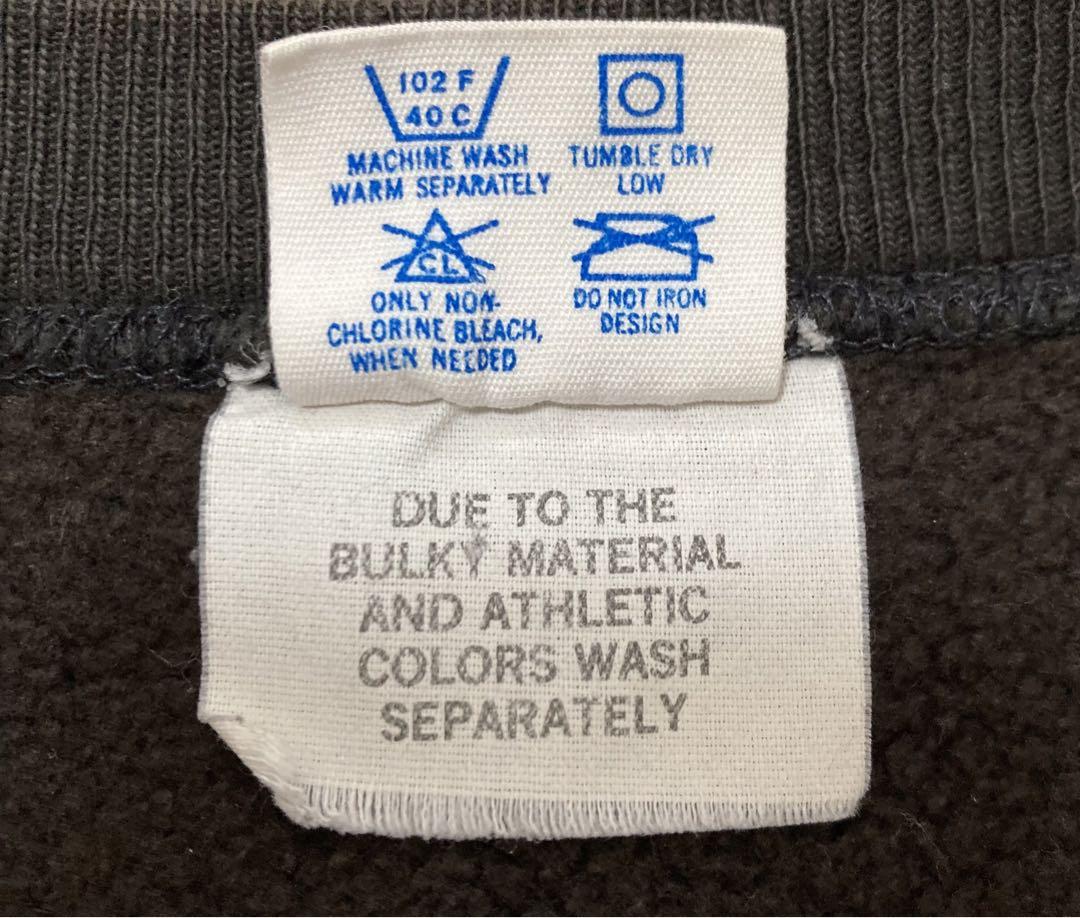 102 F
40 C
MACHINE WASH
WARM SEPARATELY
TUMBLE DRY
LOW
CL
ONLY NON-
CHLORINE BLEACH,
WHEN NEEDED
DO NOT IRON
DESIGN
DUE TO THE
BULKY MATERIAL
AND ATHLETIC
COLORS WASH
SEPARATELY